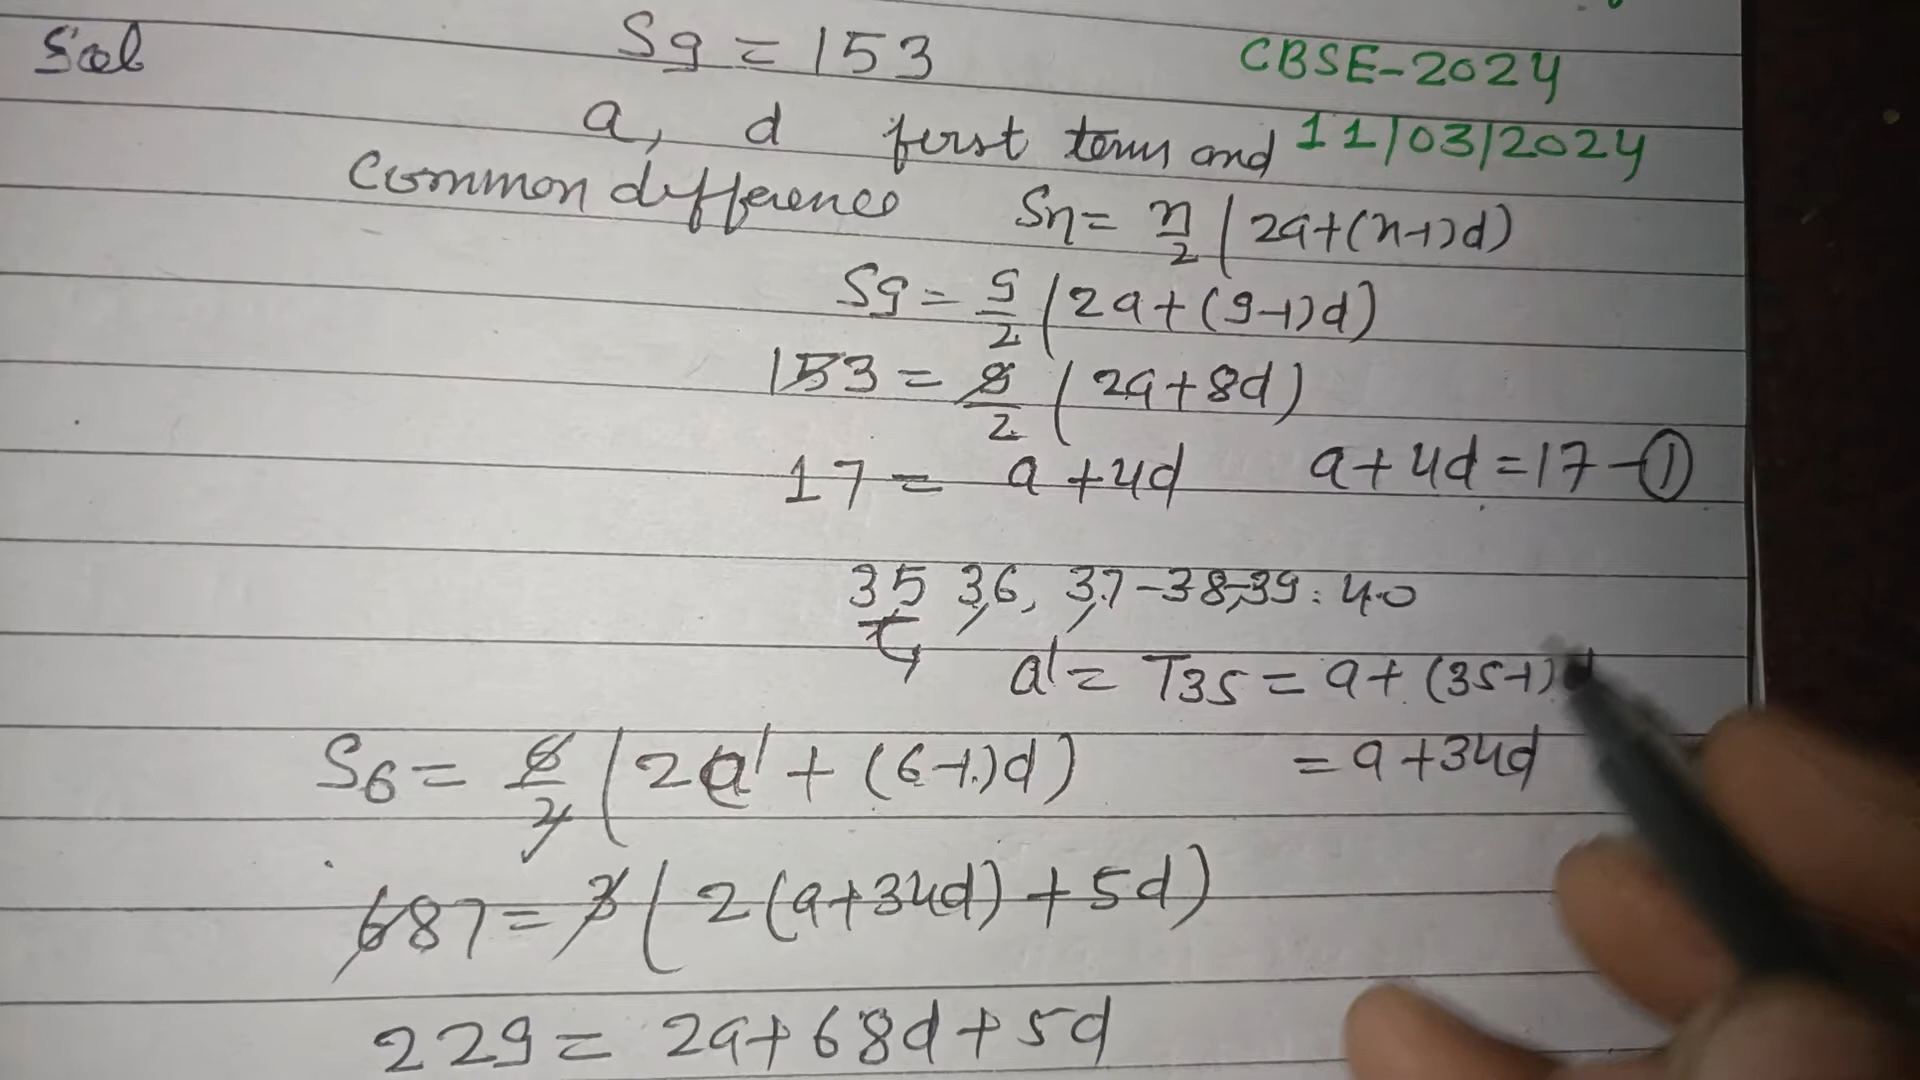 Sol S9 = 153 CBSE-2024
a, d first term and 11/03/2024
Common difference Sn = n/2 (2a+(n-1)d)
S9 = 9/2 (2a+(9-1)d)
153 = 9/2 (2a+8d)
17 = a+4d a+4d=17-①
35 36, 37-38,39: 40
a' = T35 = a+(35-1)d
S6 = 6/2 (2a' + (6-1)d) = a+34d
687 = 3 (2(a+34d)+5d)
229 = 2a+68d+5d